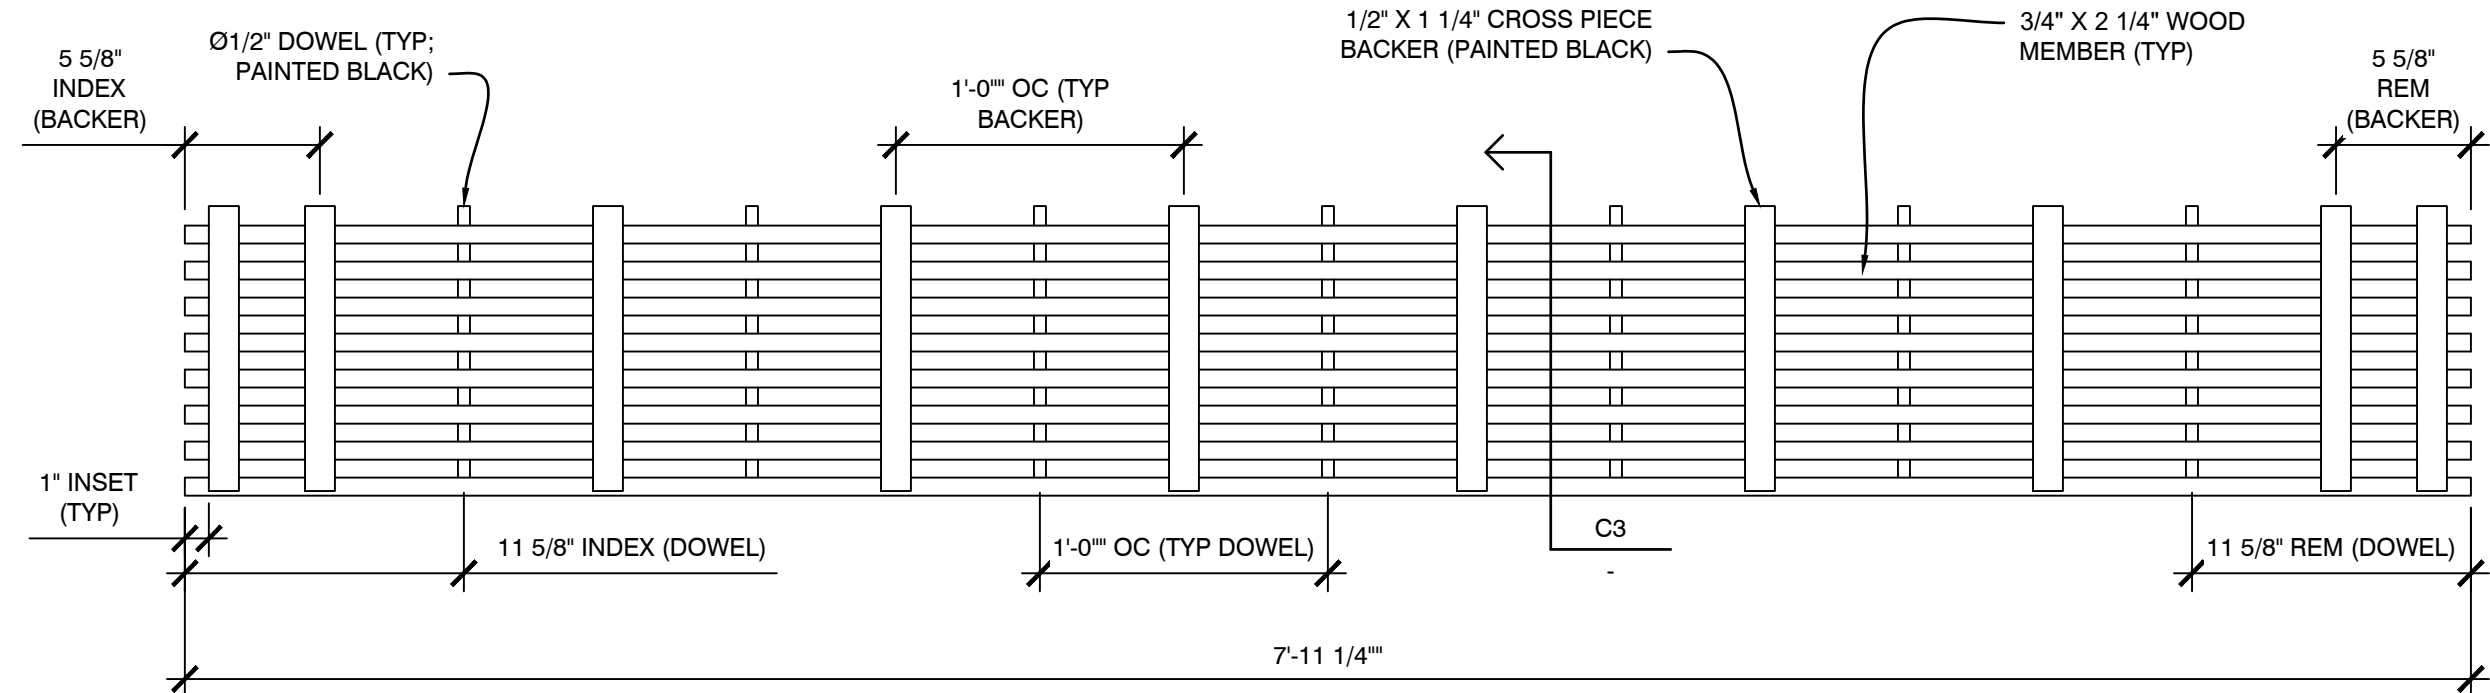 5 5/8"
INDEX
(BACKER)
Ø1/2" DOWEL (TYP;
PAINTED BLACK)
1'-0"" OC (TYP
BACKER)
1/2" X 1 1/4" CROSS PIECE
BACKER (PAINTED BLACK)
3/4" X 2 1/4" WOOD
MEMBER (TYP)
5 5/8"
REM
(BACKER)
1" INSET
(TYP)
11 5/8" INDEX (DOWEL)
1'-0"" OC (TYP DOWEL)
C3
-
11 5/8" REM (DOWEL)
7'-11 1/4""